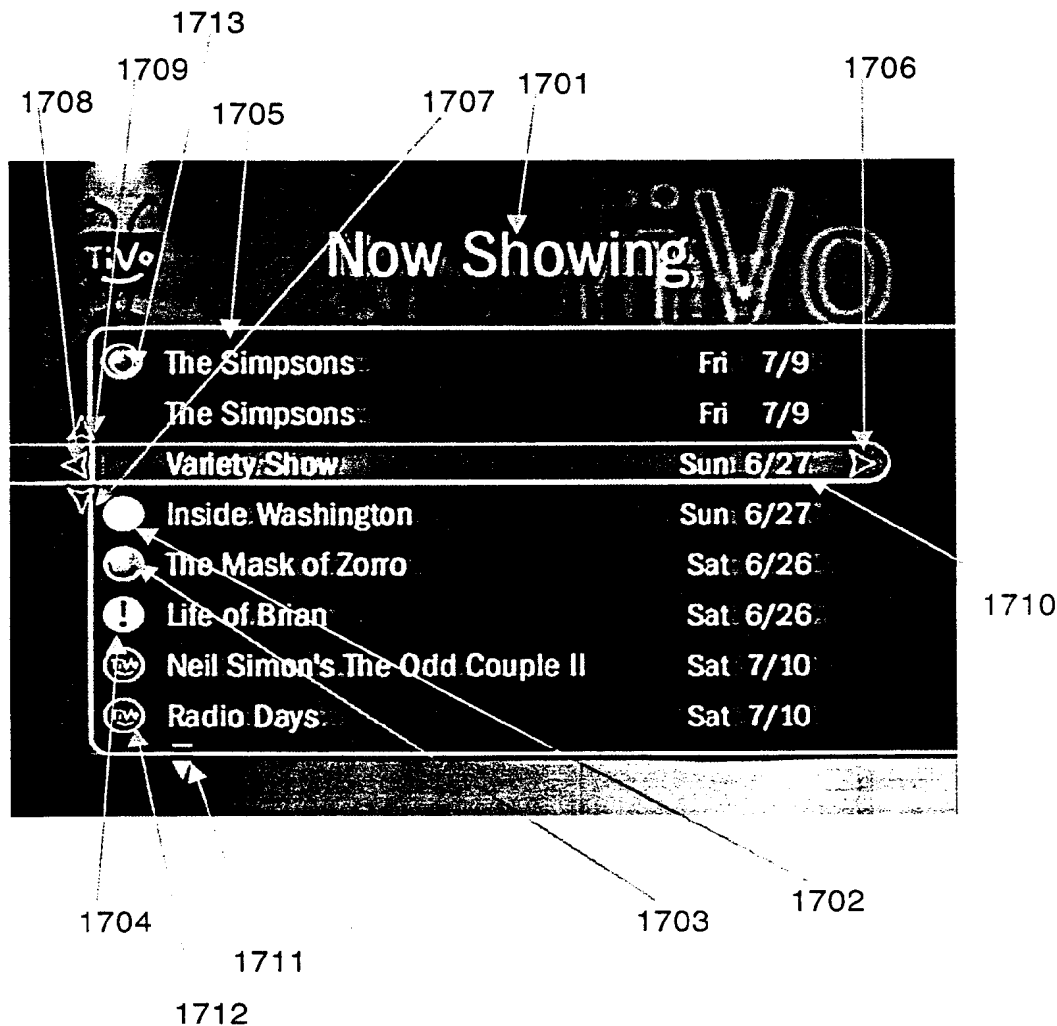 1713
1709
1708
1705
1707
1701
1706
TiVo
Now Showing
TiVo
The Simpsons Fri 7/9
The Simpsons Fri 7/9
Variety Show Sun 6/27
Inside Washington Sun 6/27
The Mask of Zorro Sat 6/26
! Life of Brian Sat 6/26
TiVo Neil Simon's The Odd Couple II Sat 7/10
TiVo Radio Days Sat 7/10
1710
1702
1703
1704
1711
1712